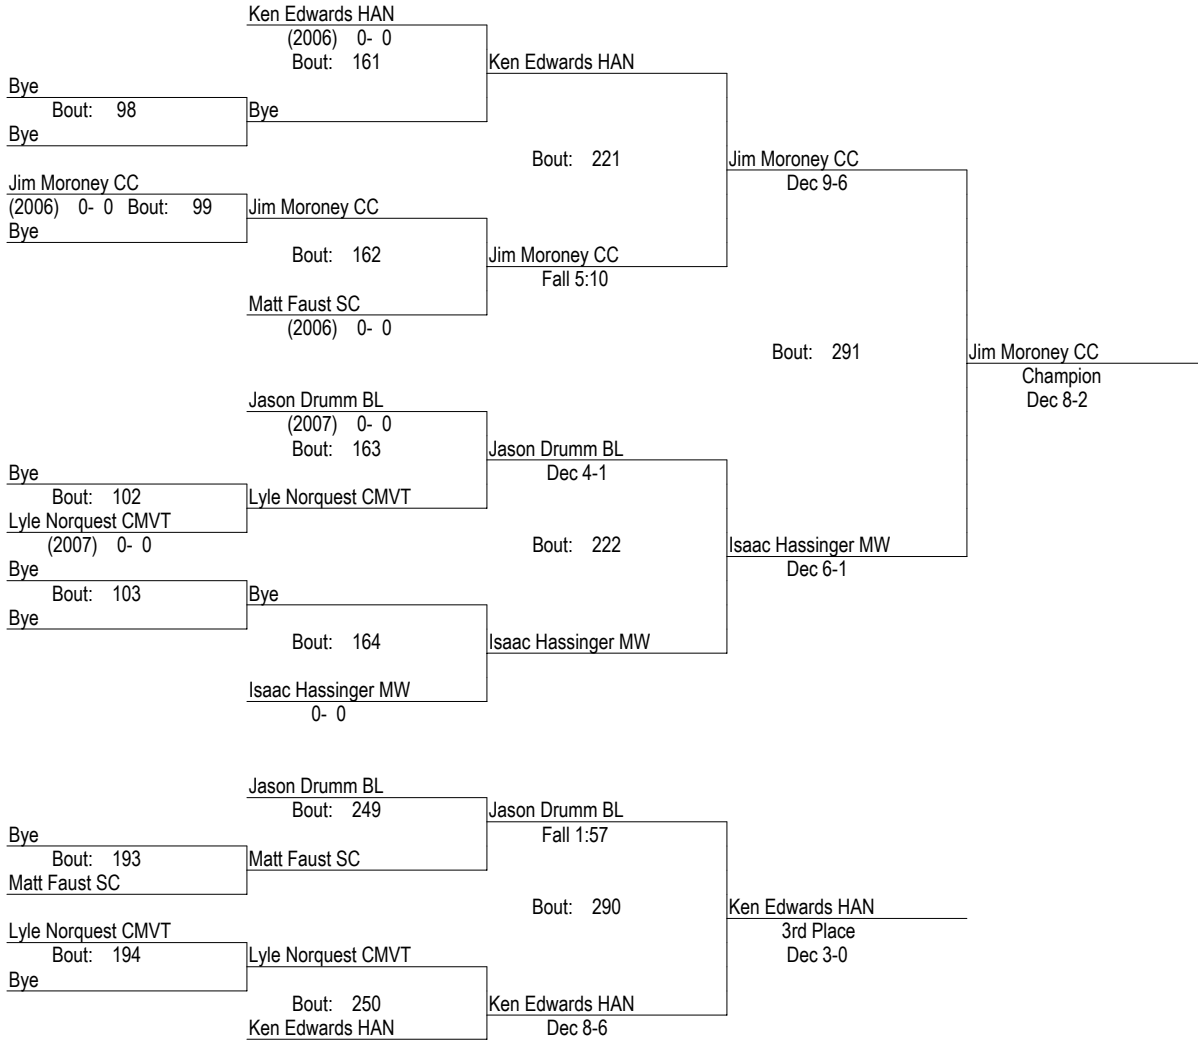 Ken Edwards HAN
(2006) 0- 0
Bout: 161
Ken Edwards HAN
Bye
Bout: 98
Bye
Bye
Bout: 221
Jim Moroney CC
Dec 9-6
Jim Moroney CC
(2006) 0- 0 Bout: 99
Jim Moroney CC
Bye
Bout: 162
Jim Moroney CC
Fall 5:10
Matt Faust SC
(2006) 0- 0
Bout: 291
Jim Moroney CC
Champion
Dec 8-2
Jason Drumm BL
(2007) 0- 0
Bout: 163
Jason Drumm BL
Dec 4-1
Bye
Bout: 102
Lyle Norquest CMVT
Lyle Norquest CMVT
(2007) 0- 0
Bout: 222
Isaac Hassinger MW
Dec 6-1
Bye
Bout: 103
Bye
Bye
Bout: 164
Isaac Hassinger MW
Isaac Hassinger MW
0- 0
Jason Drumm BL
Bout: 249
Jason Drumm BL
Fall 1:57
Bye
Bout: 193
Matt Faust SC
Matt Faust SC
Bout: 290
Ken Edwards HAN
3rd Place
Dec 3-0
Lyle Norquest CMVT
Bout: 194
Lyle Norquest CMVT
Bye
Bout: 250
Ken Edwards HAN
Ken Edwards HAN
Dec 8-6